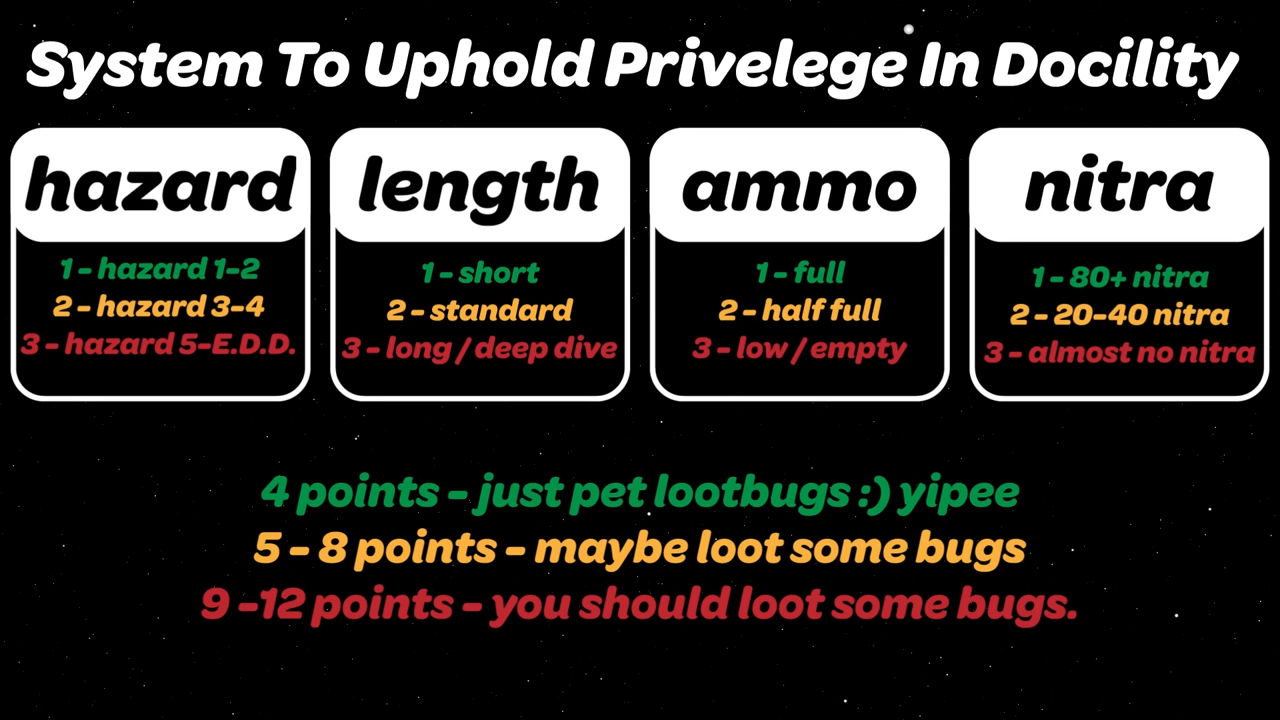 System To Uphold Privelege In Docility
hazard
1 - hazard 1-2
2 - hazard 3-4
3 - hazard 5-E.D.D.
length
1 - short
2 - standard
3 - long / deep dive
ammo
1 - full
2 - half full
3 - low / empty
nitra
1 - 80+ nitra
2 - 20-40 nitra
3 - almost no nitra
4 points - just pet lootbugs :) yipee
5 - 8 points - maybe loot some bugs
9 -12 points - you should loot some bugs.